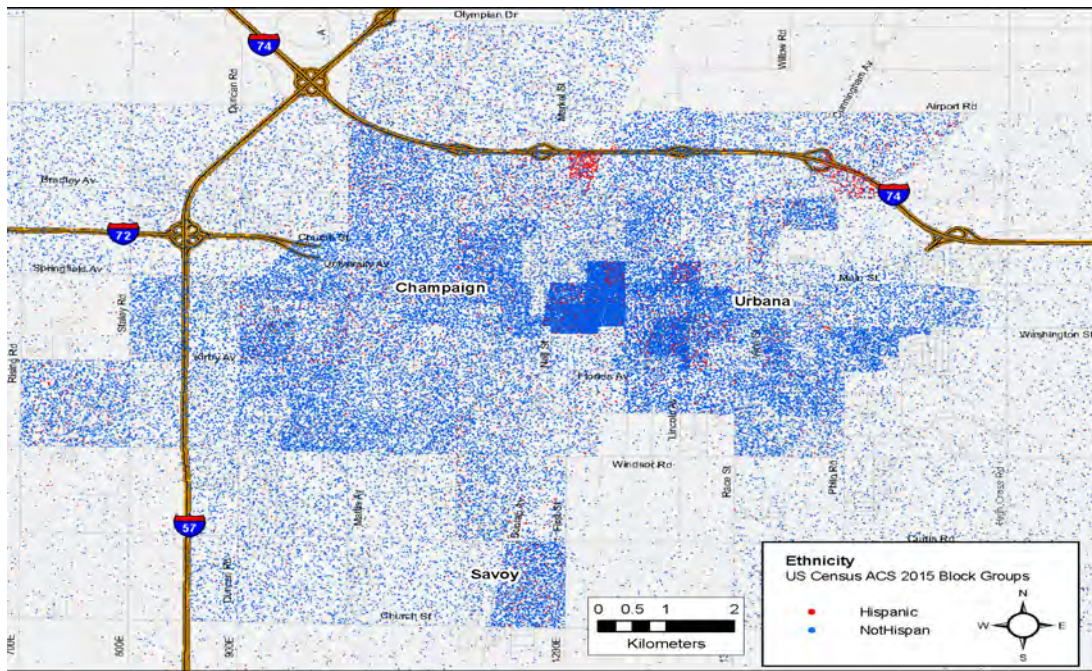 Olympian Dr
74
A
Duncan Rd
Market St
Willow Rd
Cunningham Av
Airport Rd
Bradley Av
74
72
Church St
University Av
Springfield Av
Champaign
Urbana
Main St
Staley Rd
Rising Rd
Kirby Av
Neil St
Washington St
Florida Av
Lincoln Av
Windsor Rd
Race St
Philo Rd
High Cross Rd
Mattis Av
57
Curtis Rd
Savoy
Duncan Rd
Church St
700E
800E
900E
1200E
0 0.5 1 2
Kilometers
Ethnicity
US Census ACS 2015 Block Groups
Hispanic
NotHispan
N
W
E
S